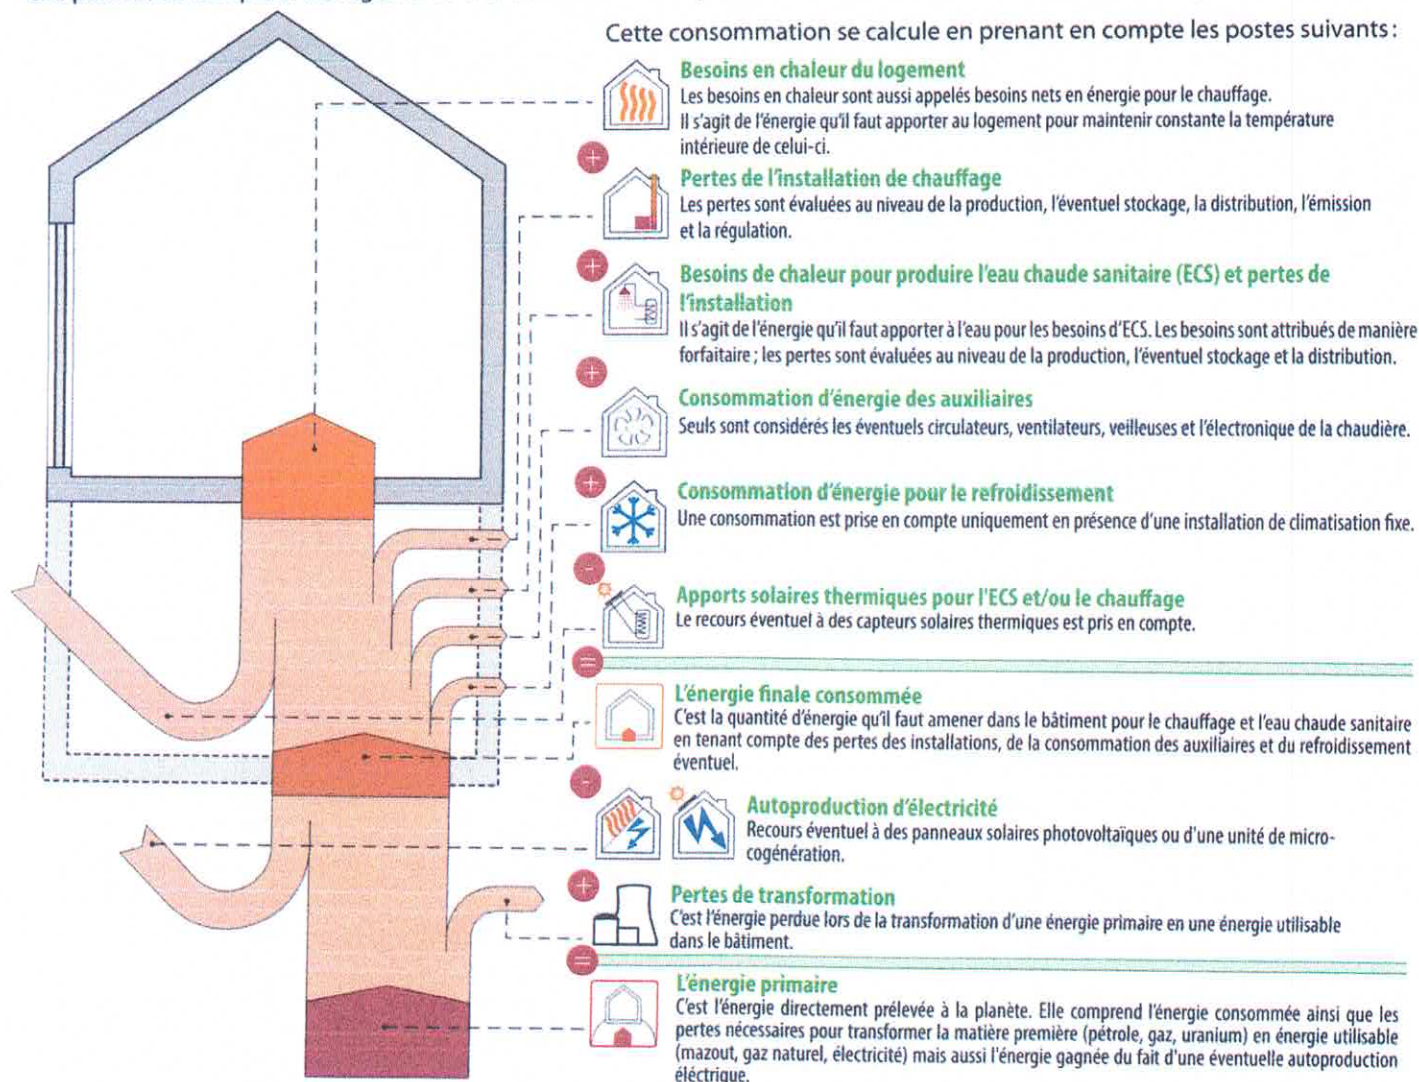 Cette consommation se calcule en prenant en compte les postes suivants :
Besoins en chaleur du logement
Les besoins en chaleur sont aussi appelés besoins nets en énergie pour le chauffage.
Il s'agit de l'énergie qu'il faut apporter au logement pour maintenir constante la température
intérieure de celui-ci.
+
Pertes de l'installation de chauffage
Les pertes sont évaluées au niveau de la production, l'éventuel stockage, la distribution, l'émission
et la régulation.
+
Besoins de chaleur pour produire l'eau chaude sanitaire (ECS) et pertes de
l'installation
Il s'agit de l'énergie qu'il faut apporter à l'eau pour les besoins d'ECS. Les besoins sont attribués de manière
forfaitaire ; les pertes sont évaluées au niveau de la production, l'éventuel stockage et la distribution.
+
Consommation d'énergie des auxiliaires
Seuls sont considérés les éventuels circulateurs, ventilateurs, veilleuses et l'électronique de la chaudière.
+
Consommation d'énergie pour le refroidissement
Une consommation est prise en compte uniquement en présence d'une installation de climatisation fixe.
-
Apports solaires thermiques pour l'ECS et/ou le chauffage
Le recours éventuel à des capteurs solaires thermiques est pris en compte.
=
L'énergie finale consommée
C'est la quantité d'énergie qu'il faut amener dans le bâtiment pour le chauffage et l'eau chaude sanitaire
en tenant compte des pertes des installations, de la consommation des auxiliaires et du refroidissement
éventuel.
-
Autoproduction d'électricité
Recours éventuel à des panneaux solaires photovoltaïques ou d'une unité de micro-
cogénération.
+
Pertes de transformation
C'est l'énergie perdue lors de la transformation d'une énergie primaire en une énergie utilisable
dans le bâtiment.
=
L'énergie primaire
C'est l'énergie directement prélevée à la planète. Elle comprend l'énergie consommée ainsi que les
pertes nécessaires pour transformer la matière première (pétrole, gaz, uranium) en énergie utilisable
(mazout, gaz naturel, électricité) mais aussi l'énergie gagnée du fait d'une éventuelle autoproduction
éléctrique.